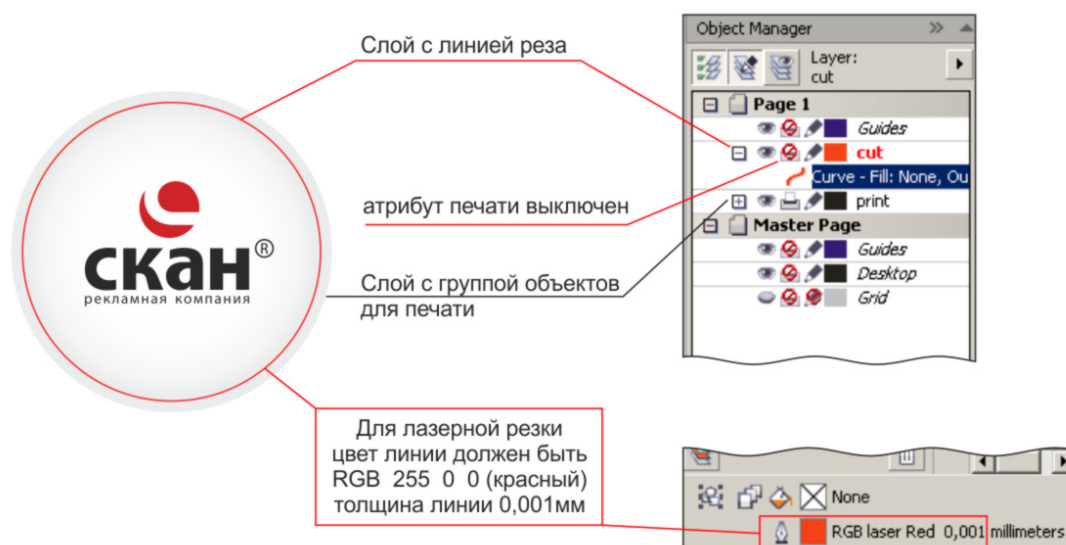 Слой с линией реза
атрибут печати выключен
Слой с группой объектов
для печати
скан®
рекламная компания
Для лазерной резки
цвет линии должен быть
RGB 255 0 0 (красный)
толщина линии 0,001мм
Object Manager
Layer:
cut
Page 1
Guides
cut
Curve - Fill: None, Ou
print
Master Page
Guides
Desktop
Grid
None
RGB laser Red 0,001 millimeters